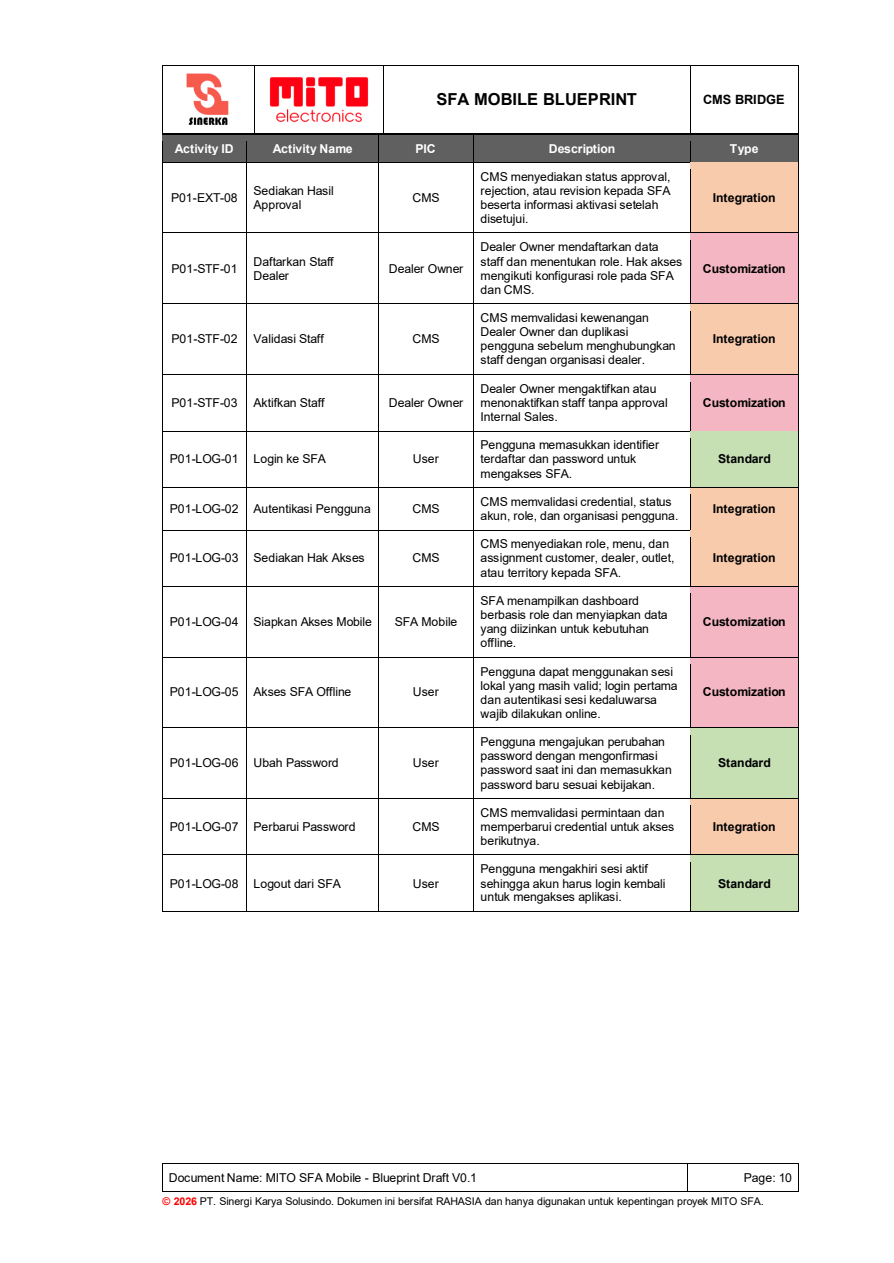 SINERKA
MiTO
electronics
SFA MOBILE BLUEPRINT
CMS BRIDGE
Activity ID
Activity Name
PIC
Description
Type
P01-EXT-08
Sediakan Hasil
Approval
CMS
CMS menyediakan status approval,
rejection, atau revision kepada SFA
beserta informasi aktivasi setelah
disetujui.
Integration
P01-STF-01
Daftarkan Staff
Dealer
Dealer Owner
Dealer Owner mendaftarkan data
staff dan menentukan role. Hak akses
mengikuti konfigurasi role pada SFA
dan CMS.
Customization
P01-STF-02
Validasi Staff
CMS
CMS memvalidasi kewenangan
Dealer Owner dan duplikasi
pengguna sebelum menghubungkan
staff dengan organisasi dealer.
Integration
P01-STF-03
Aktifkan Staff
Dealer Owner
Dealer Owner mengaktifkan atau
menonaktifkan staff tanpa approval
Internal Sales.
Customization
P01-LOG-01
Login ke SFA
User
Pengguna memasukkan identifier
terdaftar dan password untuk
mengakses SFA.
Standard
P01-LOG-02
Autentikasi Pengguna
CMS
CMS memvalidasi credential, status
akun, role, dan organisasi pengguna.
Integration
P01-LOG-03
Sediakan Hak Akses
CMS
CMS menyediakan role, menu, dan
assignment customer, dealer, outlet,
atau territory kepada SFA.
Integration
P01-LOG-04
Siapkan Akses Mobile
SFA Mobile
SFA menampilkan dashboard
berbasis role dan menyiapkan data
yang diizinkan untuk kebutuhan
offline.
Customization
P01-LOG-05
Akses SFA Offline
User
Pengguna dapat menggunakan sesi
lokal yang masih valid; login pertama
dan autentikasi sesi kedaluwarsa
wajib dilakukan online.
Customization
P01-LOG-06
Ubah Password
User
Pengguna mengajukan perubahan
password dengan mengonfirmasi
password saat ini dan memasukkan
password baru sesuai kebijakan.
Standard
P01-LOG-07
Perbarui Password
CMS
CMS memvalidasi permintaan dan
memperbarui credential untuk akses
berikutnya.
Integration
P01-LOG-08
Logout dari SFA
User
Pengguna mengakhiri sesi aktif
sehingga akun harus login kembali
untuk mengakses aplikasi.
Standard
Document Name: MITO SFA Mobile - Blueprint Draft V0.1
Page: 10
© 2026 PT. Sinergi Karya Solusindo. Dokumen ini bersifat RAHASIA dan hanya digunakan untuk kepentingan proyek MITO SFA.